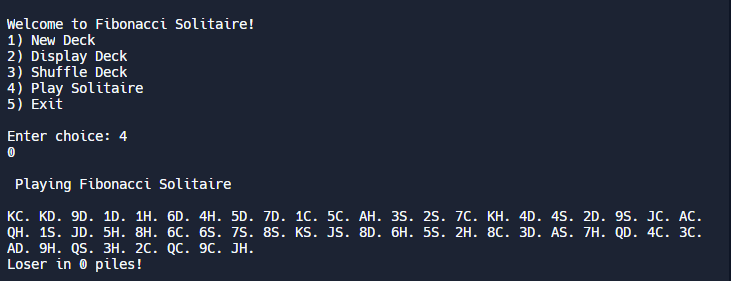 Welcome to Fibonacci Solitaire!
1) New Deck
2) Display Deck
3) Shuffle Deck
4) Play Solitaire
5) Exit
Enter choice: 4
0
Playing Fibonacci Solitaire
KC. KD. 9D. 1D. 1H. 6D. 4H. 5D. 7D. 1C. 5C. AH. 3S. 2S. 7C. KH. 4D. 4S. 2D. 9S. JC. AC.
QH. 1S. JD. 5H. 8H. 6C. 6S. 7S. 8S. KS. JS. 8D. 6H. 5S. 2H. 8C. 3D. AS. 7H. QD. 4C. 3C.
AD. 9H. QS. 3H. 2C. QC. 9C. JH.
Loser in 0 piles!